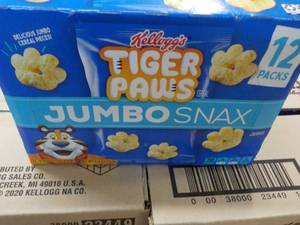 DELICIOUS JUMBO
CEREAL PIECES!
Kellogg's
TIGER
PAWS
12
PACKS
JUMBO SNAX
BUTED BY
G SALES CO.
CREEK, MI 49016 U.S.A.
© 2020 KELLOGG NA CO.
23449
0 00 38000 23449